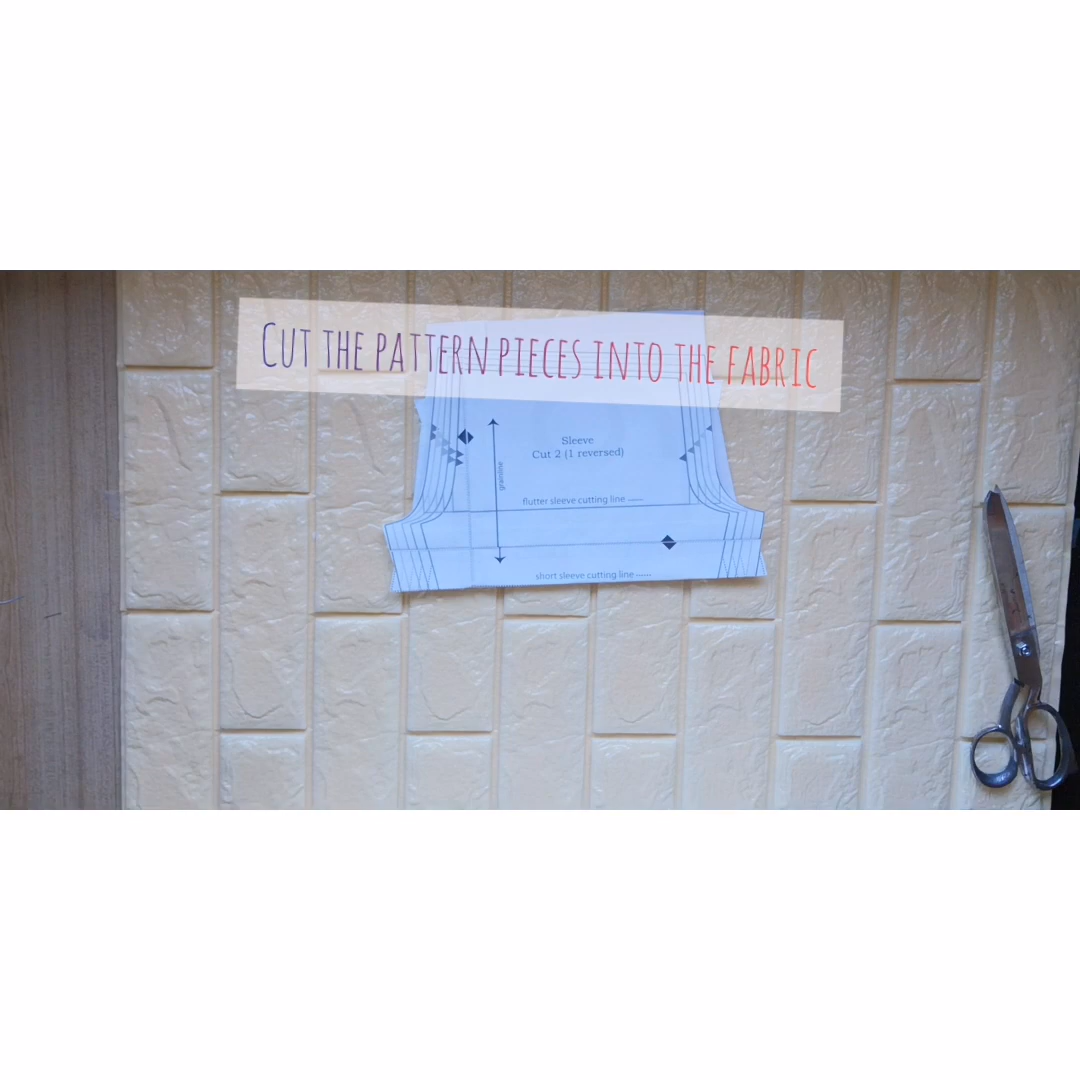 Cut the pattern pieces into the fabric
Sleeve
Cut 2 (1 reversed)
grainline
flutter sleeve cutting line
short sleeve cutting line